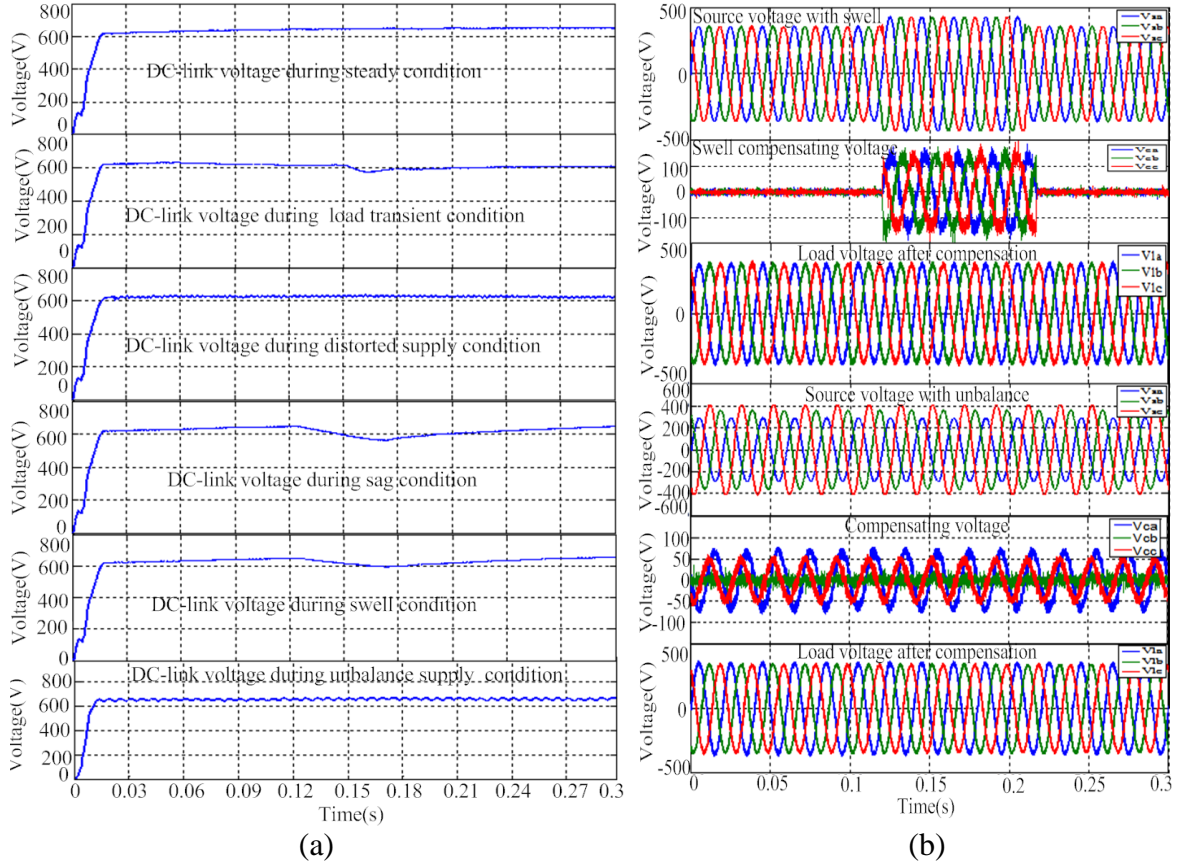 800
600
400
200
0
Voltage(V)
DC-link voltage during steady condition
800
600
400
200
0
Voltage(V)
DC-link voltage during load transient condition
800
600
400
200
0
Voltage(V)
DC-link voltage during distorted supply condition
800
600
400
200
0
Voltage(V)
DC-link voltage during sag condition
800
600
400
200
0
Voltage(V)
DC-link voltage during swell condition
800
600
400
200
0
Voltage(V)
DC-link voltage during unbalance supply condition
0 0.03 0.06 0.09 0.12 0.15 0.18 0.21 0.24 0.27 0.3
Time(s)
(a)
500
0
-500
Voltage(V)
Source voltage with swell
Vsa
Vsb
Vsc
100
0
-100
Voltage(V)
Swell compensating voltage
Vca
Vcb
Vcc
500
0
-500
Voltage(V)
Load voltage after compensation
Vla
Vlb
Vlc
600
400
200
0
-200
-400
-600
Voltage(V)
Source voltage with unbalance
Vsa
Vsb
Vsc
100
50
0
-50
-100
Voltage(V)
Compensating voltage
Vca
Vcb
Vcc
500
0
-500
Voltage(V)
Load voltage after compensation
Vla
Vlb
Vlc
0 0.05 0.1 0.15 0.2 0.25 0.3
Time(s)
(b)